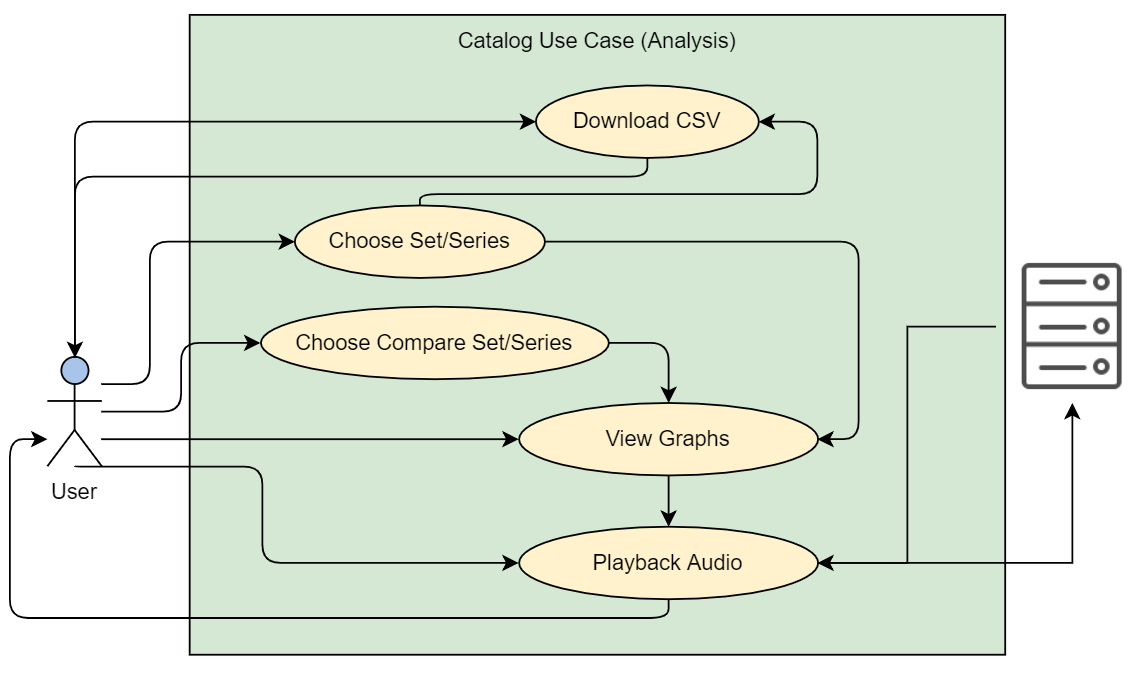 Catalog Use Case (Analysis)
Download CSV
Choose Set/Series
Choose Compare Set/Series
View Graphs
User
Playback Audio